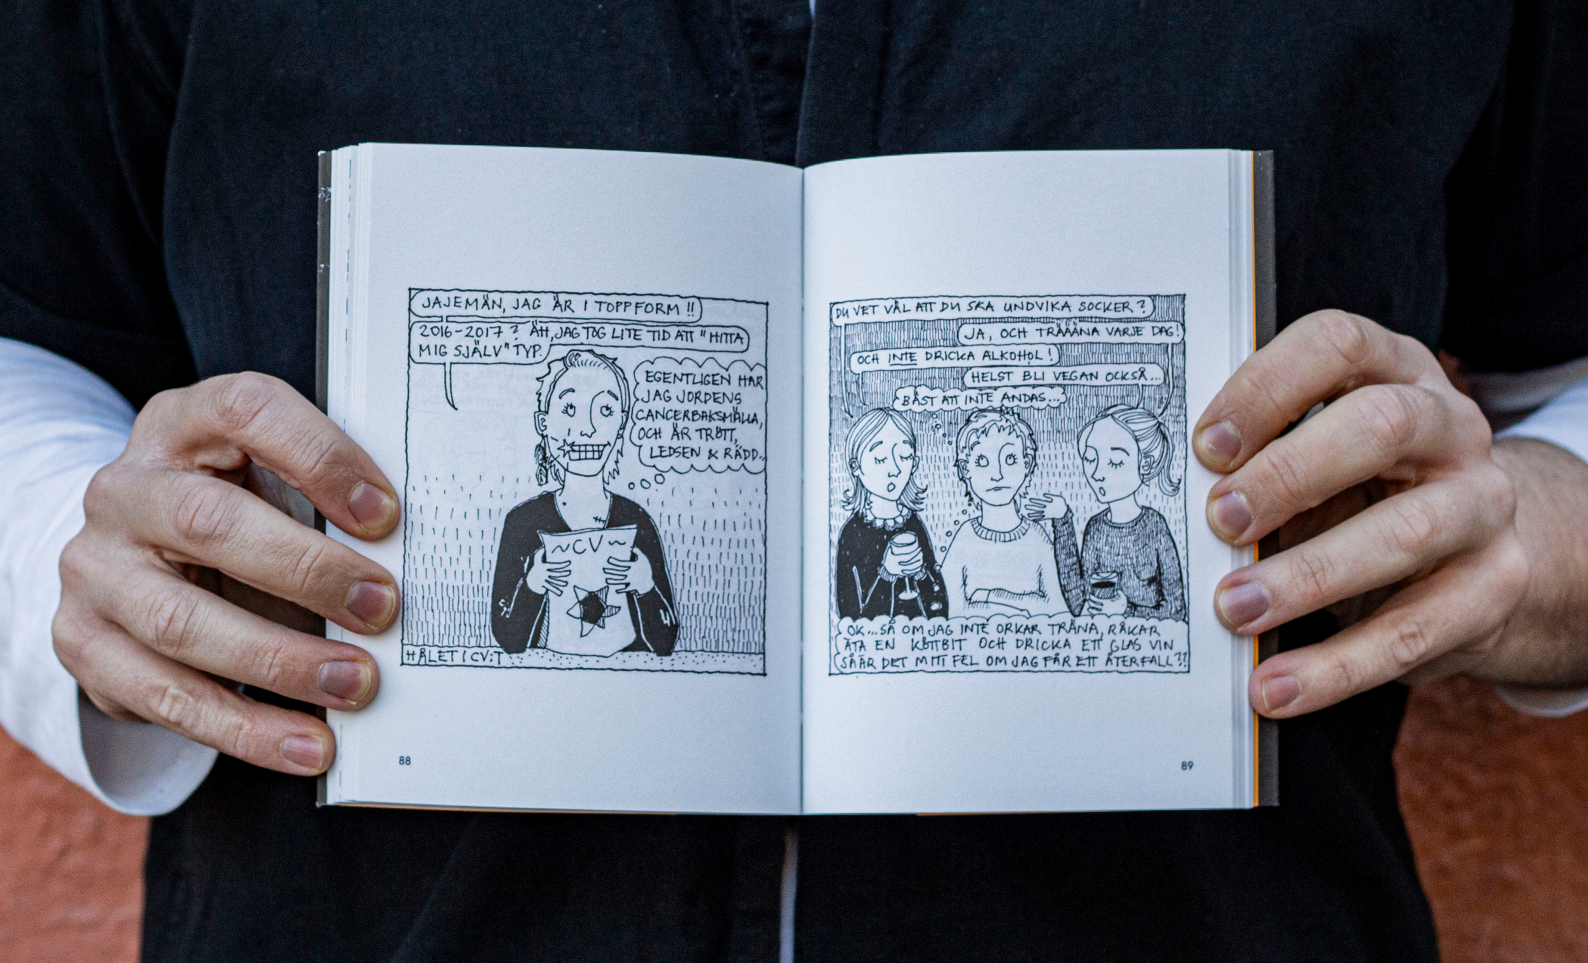 JAJEMÄN, JAG ÄR I TOPPFORM !!
2016-2017? ÄH, JAG TOG LITE TID ATT "HITTA
MIG SJÄLV" TYP.
EGENTLIGEN HAR
JAG JORDENS
CANCERBAKSMÄLLA,
OCH ÄR TRÖTT,
LEDSEN & RÄDD..
~CV~
HÅLET I CV:T
88
DU VET VÄL ATT DU SKA UNDVIKA SOCKER?
JA, OCH TRÄÄÄNA VARJE DAG!
OCH INTE DRICKA ALKOHOL!
HELST BLI VEGAN OCKSÅ...
BÄST ATT INTE ANDAS...
OK...SÅ OM JAG INTE ORKAR TRÄNA, RÅKAR
ÄTA EN KÖTTBIT OCH DRICKA ETT GLAS VIN
SÅ ÄR DET MITT FEL OM JAG FÅR ETT ÅTERFALL?!
89